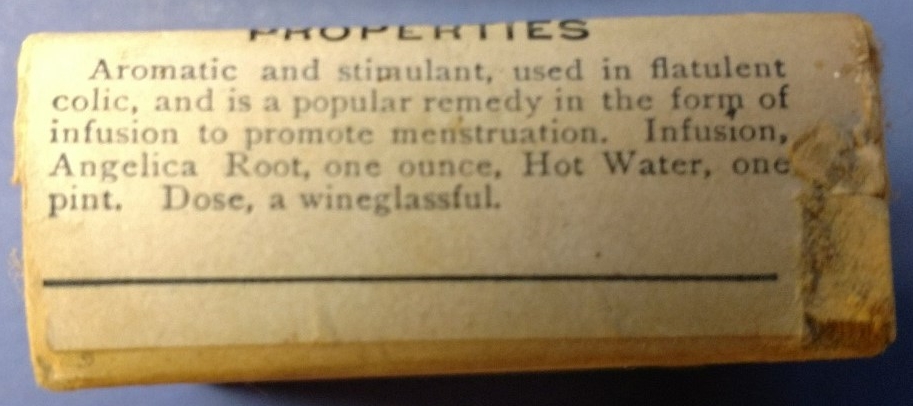 PROPERTIES
Aromatic and stimulant, used in flatulent
colic, and is a popular remedy in the form of
infusion to promote menstruation. Infusion,
Angelica Root, one ounce, Hot Water, one
pint. Dose, a wineglassful.